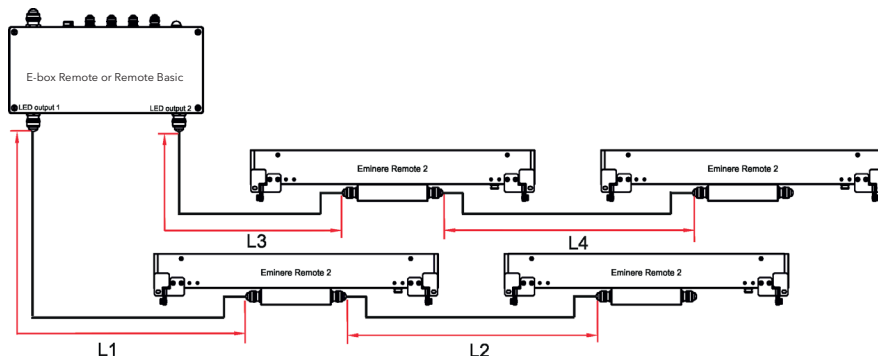 E-box Remote or Remote Basic
LED output 1
LED output 2
Eminere Remote 2
Eminere Remote 2
L3
L4
Eminere Remote 2
Eminere Remote 2
L1
L2